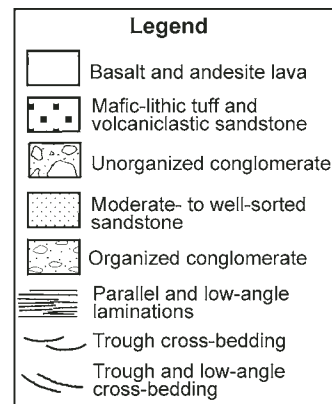 Legend
Basalt and andesite lava
Mafic-lithic tuff and
volcaniclastic sandstone
Unorganized conglomerate
Moderate- to well-sorted
sandstone
Organized conglomerate
Parallel and low-angle
laminations
Trough cross-bedding
Trough and low-angle
cross-bedding